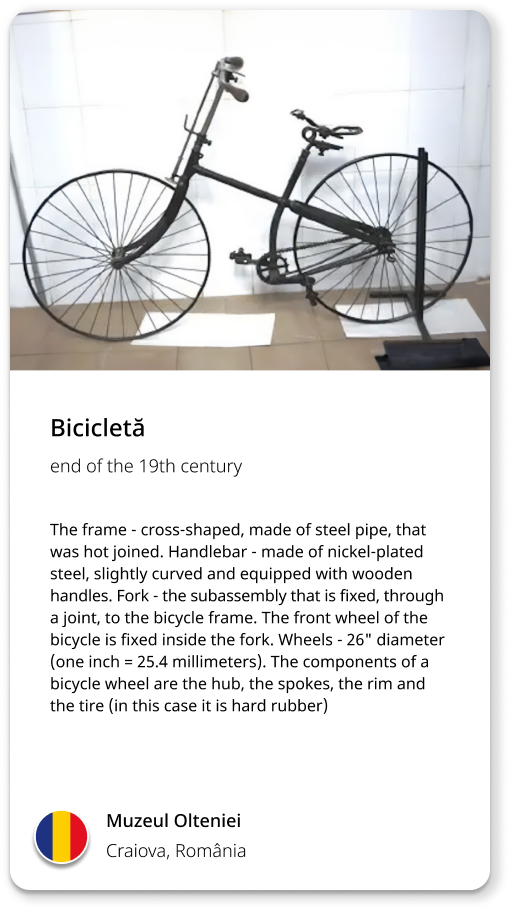 Bicicletă
end of the 19th century
The frame - cross-shaped, made of steel pipe, that
was hot joined. Handlebar - made of nickel-plated
steel, slightly curved and equipped with wooden
handles. Fork - the subassembly that is fixed, through
a joint, to the bicycle frame. The front wheel of the
bicycle is fixed inside the fork. Wheels - 26" diameter
(one inch = 25.4 millimeters). The components of a
bicycle wheel are the hub, the spokes, the rim and
the tire (in this case it is hard rubber)
Muzeul Olteniei
Craiova, România